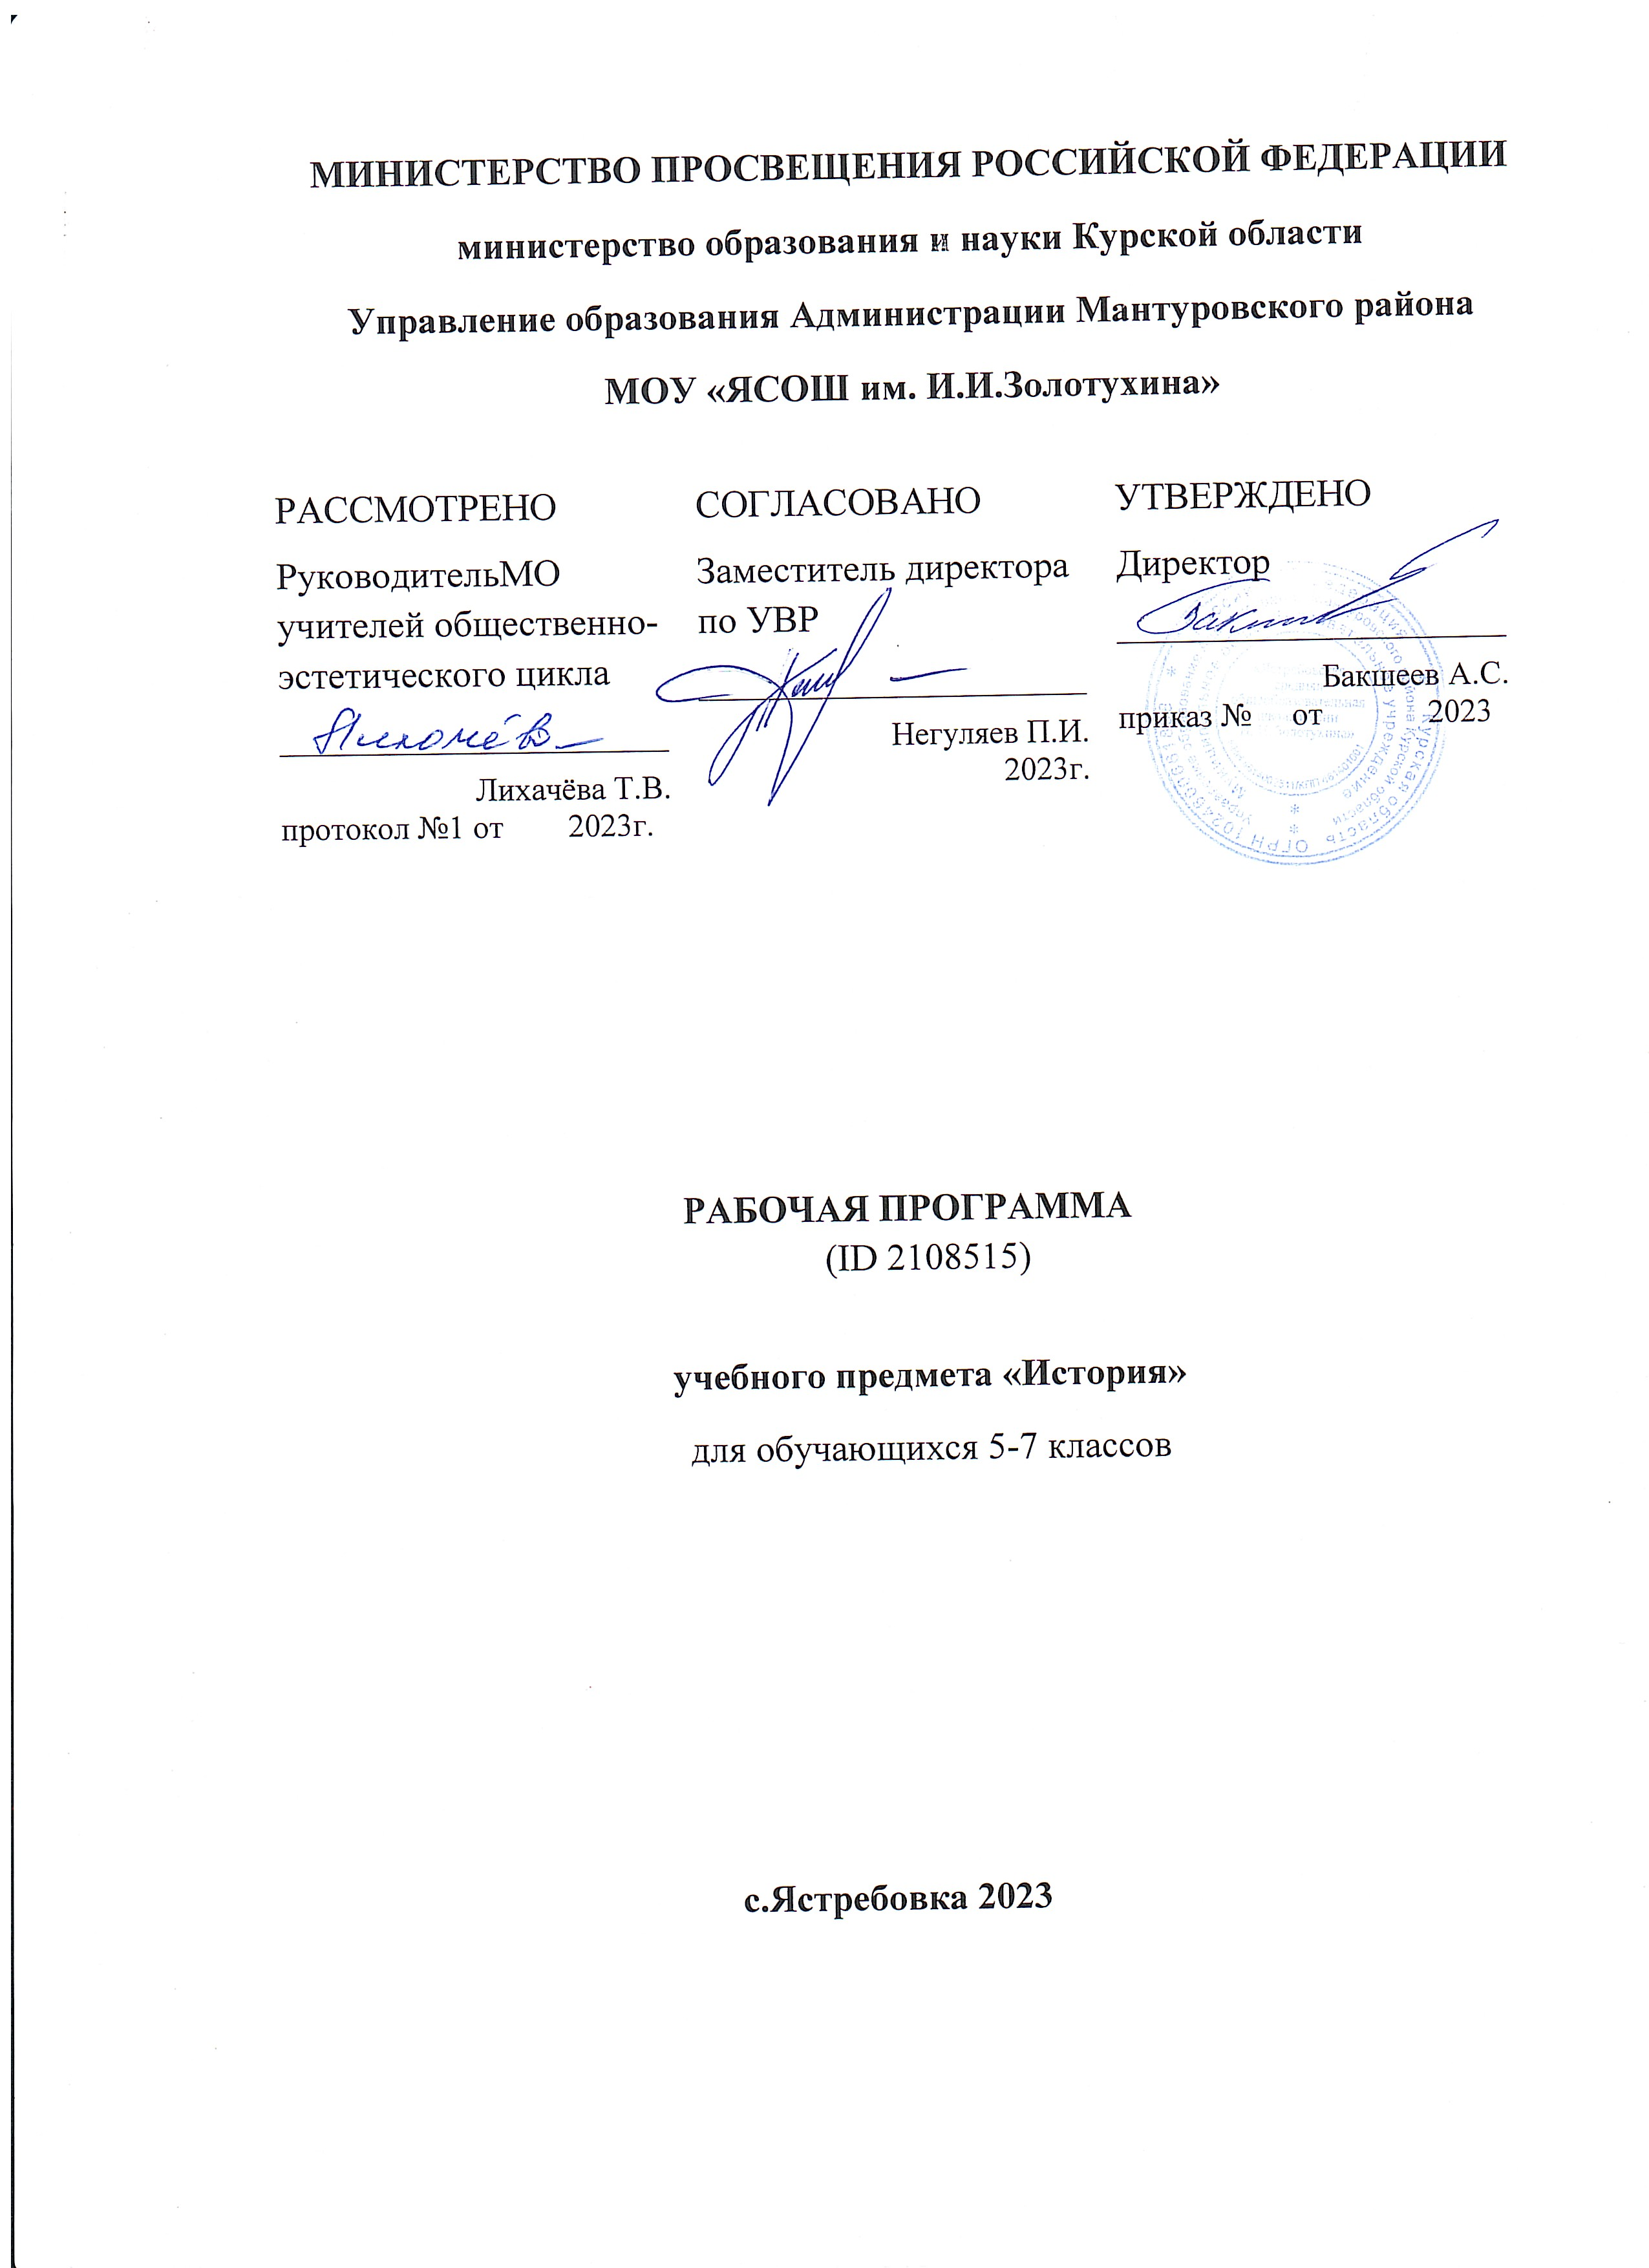 МИНИСТЕРСТВО ПРОСВЕЩЕНИЯ РОССИЙСКОЙ ФЕДЕРАЦИИ
министерство образования и науки Курской области
Управление образования Администрации Мантуровского района
МОУ «ЯСОШ им. И.И.Золотухина»
РАССМОТРЕНО
РуководительМО
учителей общественно-
эстетического цикла
Лихачёва Т.В.
протокол №1 от 2023г.
СОГЛАСОВАНО
Заместитель директора
по УВР
Негуляев П.И.
2023г.
УТВЕРЖДЕНО
Директор
Бакшеев А.С.
приказ № от 2023
Курская область
ОГРН
РАБОЧАЯ ПРОГРАММА
(ID 2108515)
учебного предмета «История»
для обучающихся 5-7 классов
с.Ястребовка 2023